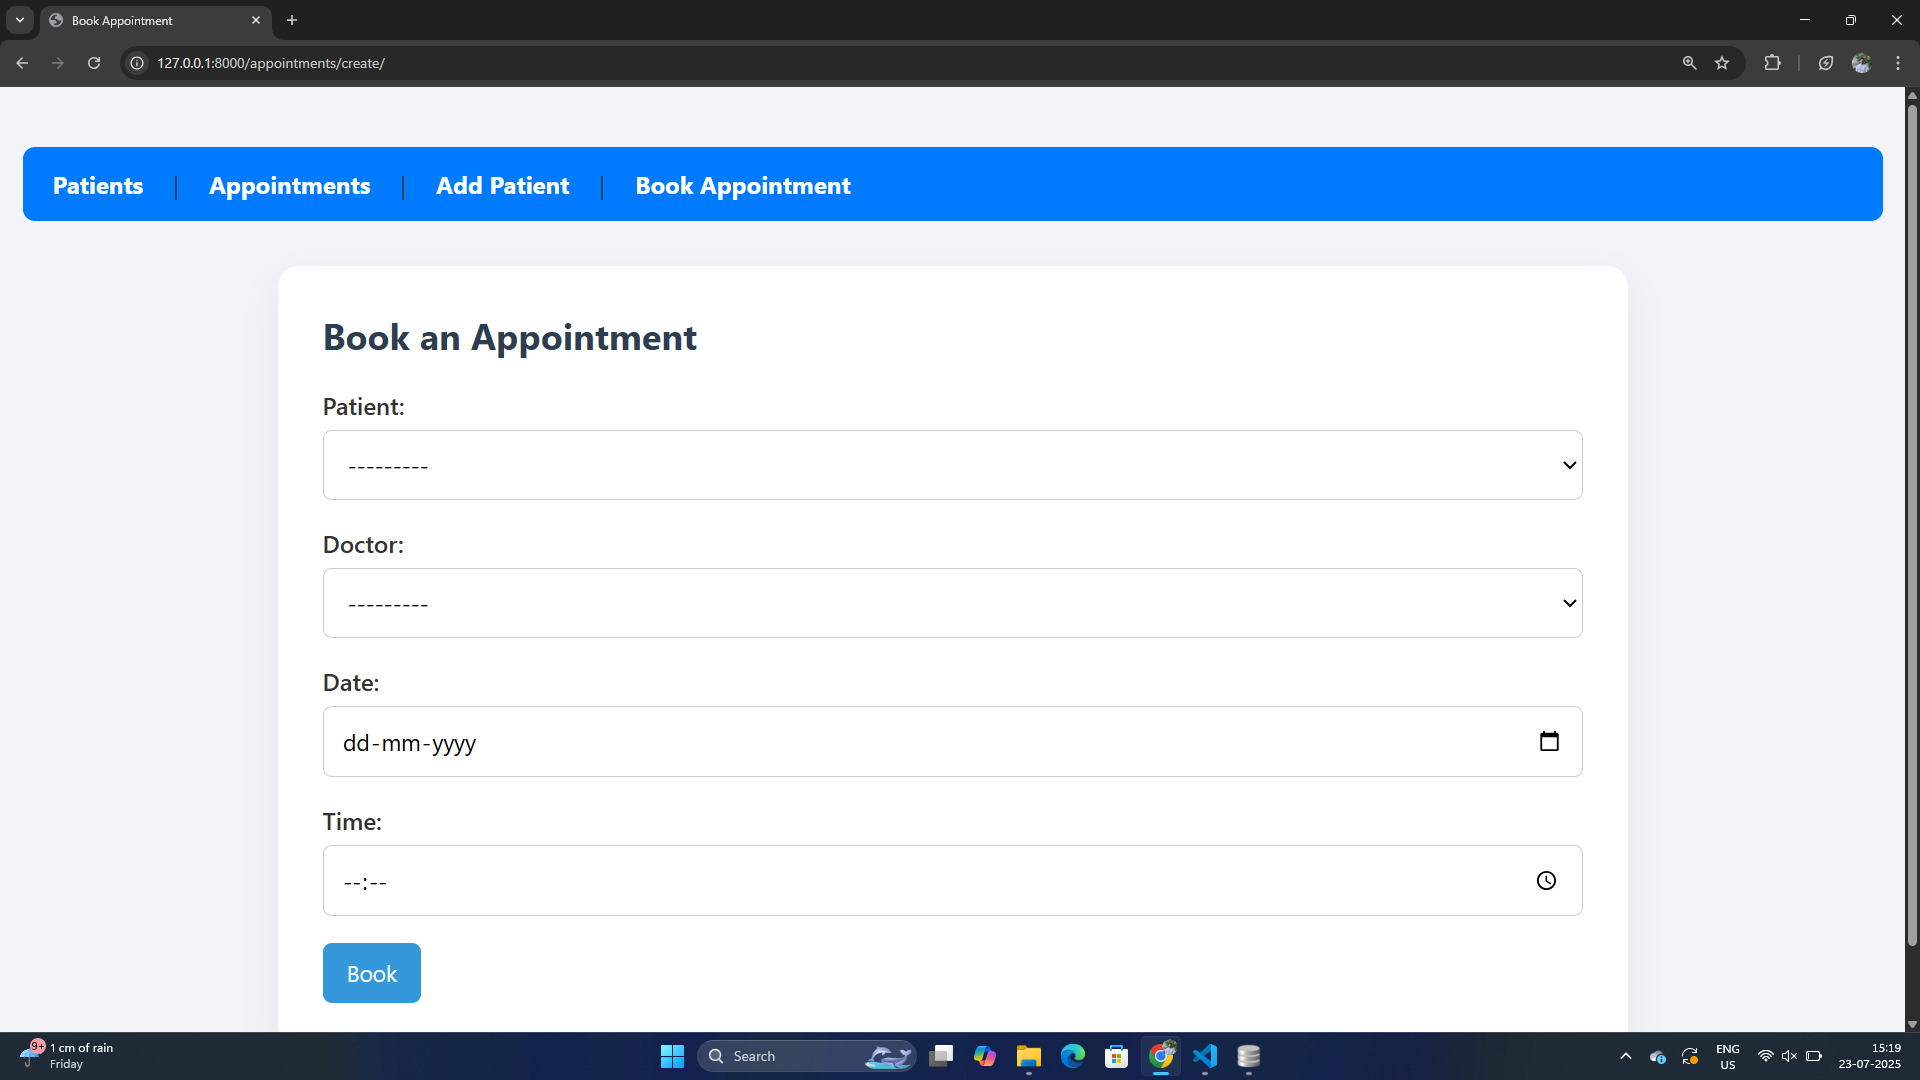 Book Appointment
127.0.0.1:8000/appointments/create/
Patients | Appointments | Add Patient | Book Appointment
Book an Appointment
Patient:
---------
Doctor:
---------
Date:
dd-mm-yyyy
Time:
--:--
Book
9+
1 cm of rain
Friday
Search
ENG
US
15:19
23-07-2025